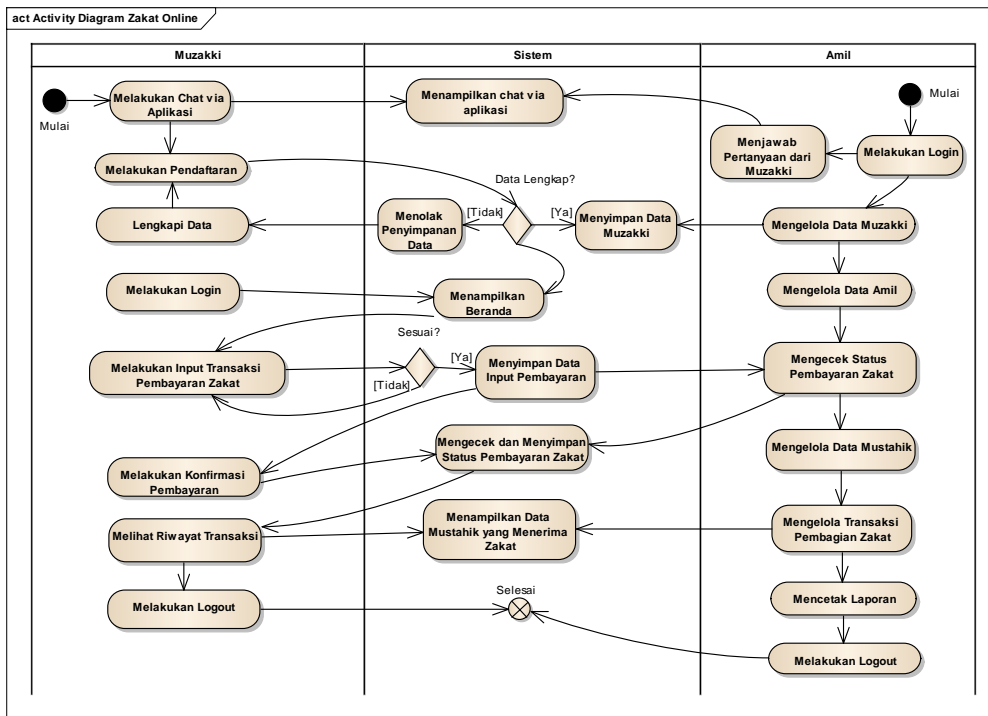 act Activity Diagram Zakat Online
Muzakki
Sistem
Amil
Mulai
Melakukan Chat via
Aplikasi
Menampilkan chat via
aplikasi
Mulai
Menjawab
Pertanyaan dari
Muzakki
Melakukan Login
Melakukan Pendaftaran
Data Lengkap?
Lengkapi Data
Menolak
Penyimpanan
Data
[Tidak]
[Ya]
Menyimpan Data
Muzakki
Mengelola Data Muzakki
Melakukan Login
Menampilkan
Beranda
Mengelola Data Amil
Sesuai?
Melakukan Input Transaksi
Pembayaran Zakat
[Tidak]
[Ya]
Menyimpan Data
Input Pembayaran
Mengecek Status
Pembayaran Zakat
Mengecek dan Menyimpan
Status Pembayaran Zakat
Mengelola Data Mustahik
Melakukan Konfirmasi
Pembayaran
Melihat Riwayat Transaksi
Menampilkan Data
Mustahik yang Menerima
Zakat
Mengelola Transaksi
Pembagian Zakat
Selesai
Melakukan Logout
Mencetak Laporan
Melakukan Logout